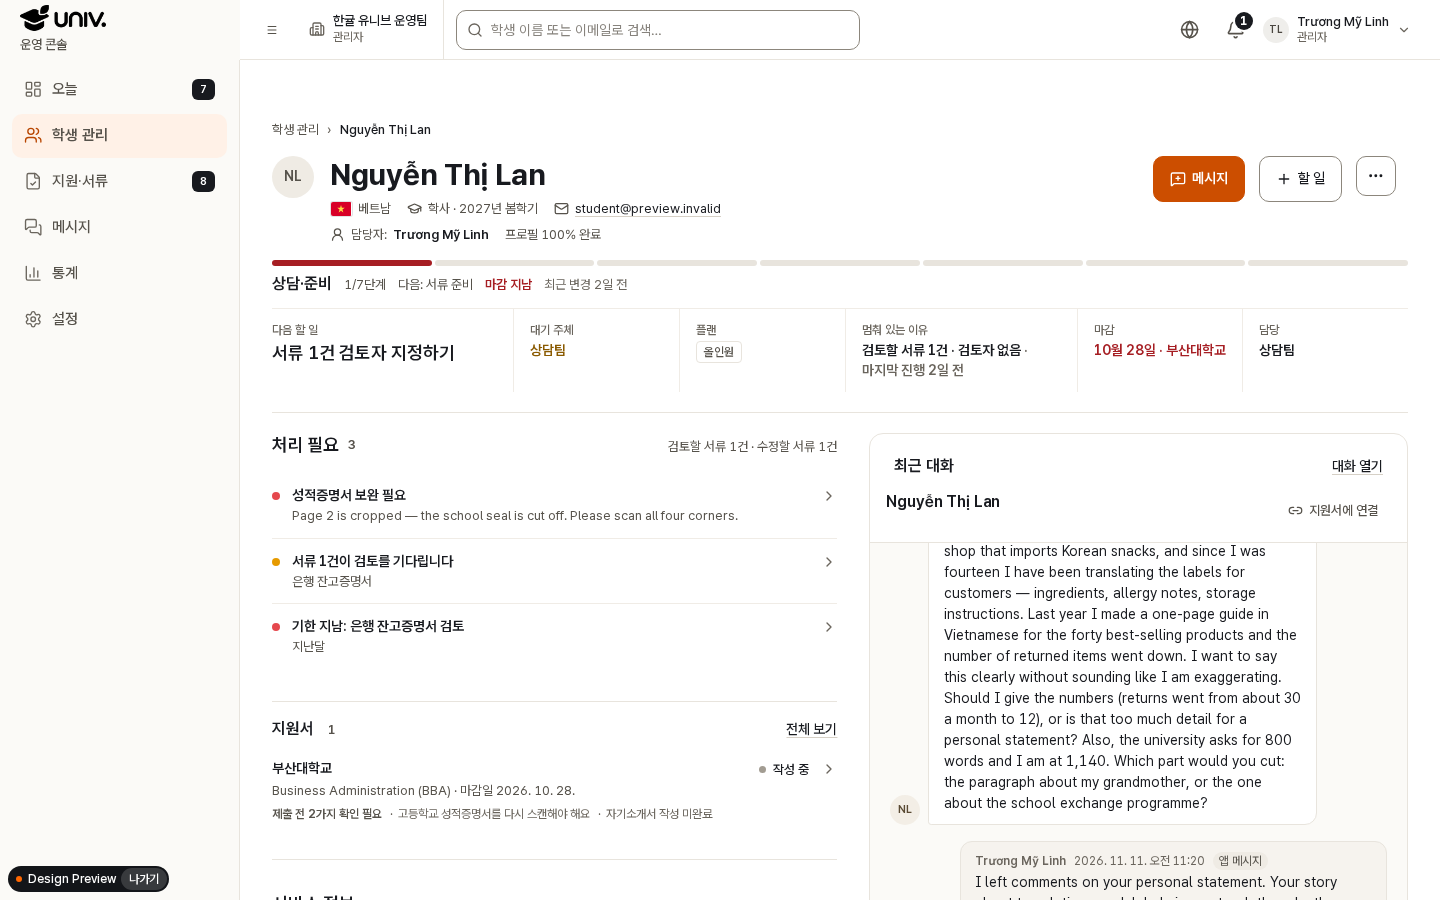 UNIV.
운영 콘솔
오늘
7
학생 관리
지원·서류
8
메시지
통계
설정
Design Preview
나가기
한귤 유니브 운영팀
관리자
학생 이름 또는 이메일로 검색...
1
TL
Trương Mỹ Linh
관리자
학생 관리 › Nguyễn Thị Lan
NL
Nguyễn Thị Lan
베트남
학사 · 2027년 봄학기
student@preview.invalid
담당자: Trương Mỹ Linh
프로필 100% 완료
메시지
할 일
상담·준비
1/7단계
다음: 서류 준비
마감 지남
최근 변경 2일 전
다음 할 일
서류 1건 검토자 지정하기
대기 주체
상담팀
플랜
올인원
멈춰 있는 이유
검토할 서류 1건 · 검토자 없음 ·
마지막 진행 2일 전
마감
10월 28일 · 부산대학교
담당
상담팀
처리 필요 3
검토할 서류 1건 · 수정할 서류 1건
성적증명서 보완 필요
Page 2 is cropped — the school seal is cut off. Please scan all four corners.
서류 1건이 검토를 기다립니다
은행 잔고증명서
기한 지남: 은행 잔고증명서 검토
지난달
지원서 1
전체 보기
부산대학교
작성 중
Business Administration (BBA) · 마감일 2026. 10. 28.
제출 전 2가지 확인 필요 · 고등학교 성적증명서를 다시 스캔해야 해요 · 자기소개서 작성 미완료
최근 대화
대화 열기
Nguyễn Thị Lan
지원서에 연결
shop that imports Korean snacks, and since I was
fourteen I have been translating the labels for
customers — ingredients, allergy notes, storage
instructions. Last year I made a one-page guide in
Vietnamese for the forty best-selling products and the
number of returned items went down. I want to say
this clearly without sounding like I am exaggerating.
Should I give the numbers (returns went from about 30
a month to 12), or is that too much detail for a
personal statement? Also, the university asks for 800
words and I am at 1,140. Which part would you cut:
the paragraph about my grandmother, or the one
about the school exchange programme?
NL
Trương Mỹ Linh 2026. 11. 11. 오전 11:20 앱 메시지
I left comments on your personal statement. Your story